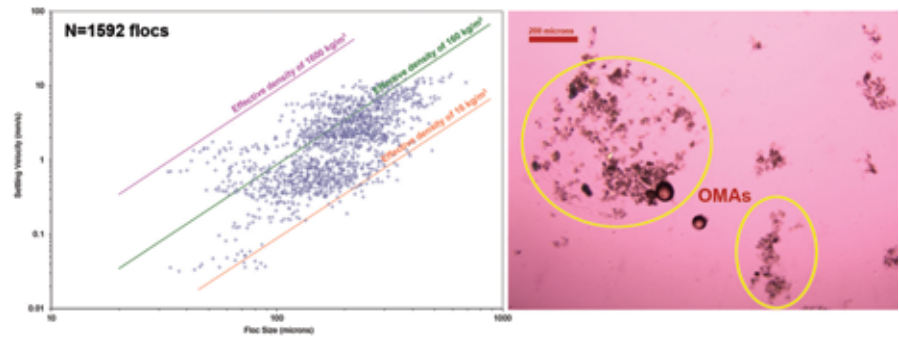 N=1592 flocs
100
10
1
0.1
0.01
Settling Velocity (mm/s)
Effective density of 1600 kg/m³
Effective density of 160 kg/m³
Effective density of 16 kg/m³
10
100
1000
Floc Size (microns)
200 microns
OMAs